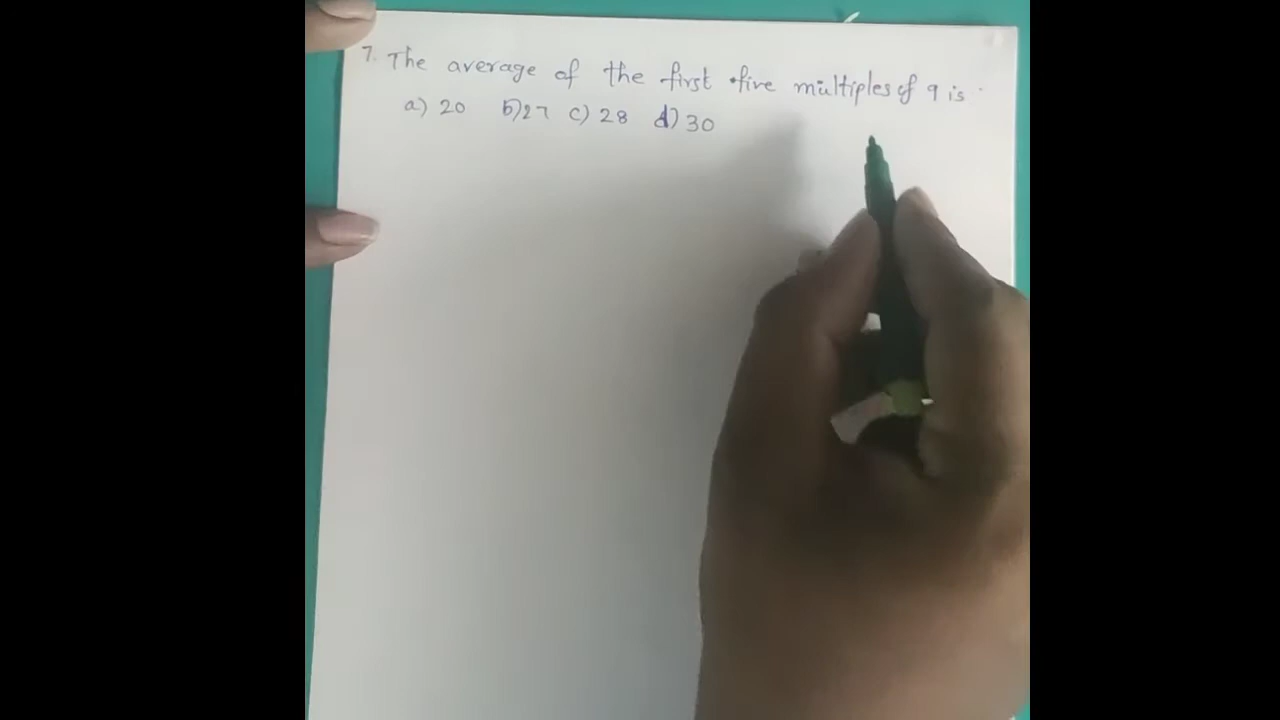 7. The average of the first five multiples of 9 is
a) 20 b) 27 c) 28 d) 30